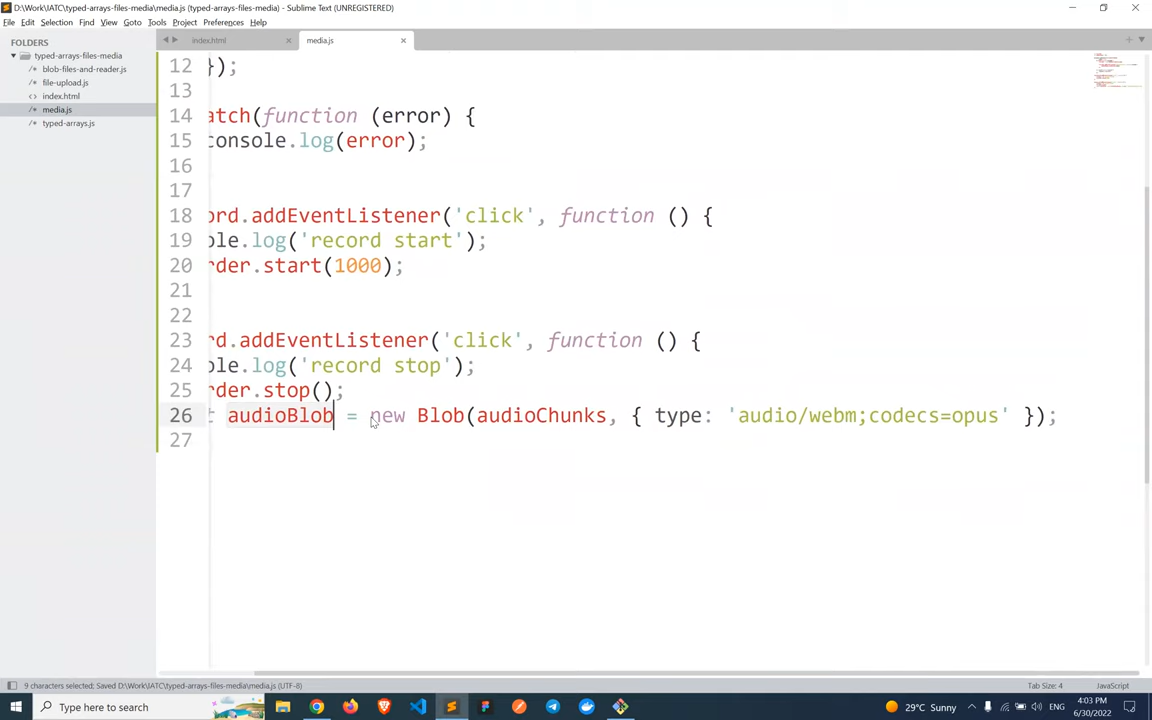 D:\Work\IATC\typed-arrays-files-media\media.js (typed-arrays-files-media) - Sublime Text (UNREGISTERED)
File Edit Selection Find View Goto Tools Project Preferences Help
FOLDERS
typed-arrays-files-media
blob-files-and-reader.js
file-upload.js
index.html
media.js
typed-arrays.js
index.html
media.js
12 });
13
14 atch(function (error) {
15 console.log(error);
16
17
18 ord.addEventListener('click', function () {
19 ole.log('record start');
20 rder.start(1000);
21
22
23 rd.addEventListener('click', function () {
24 ole.log('record stop');
25 rder.stop();
26 t audioBlob = new Blob(audioChunks, { type: 'audio/webm;codecs=opus' });
27
9 characters selected; Saved D:\Work\IATC\typed-arrays-files-media\media.js (UTF-8)
Tab Size: 4
JavaScript
Type here to search
29°C Sunny
ENG
4:03 PM
6/30/2022